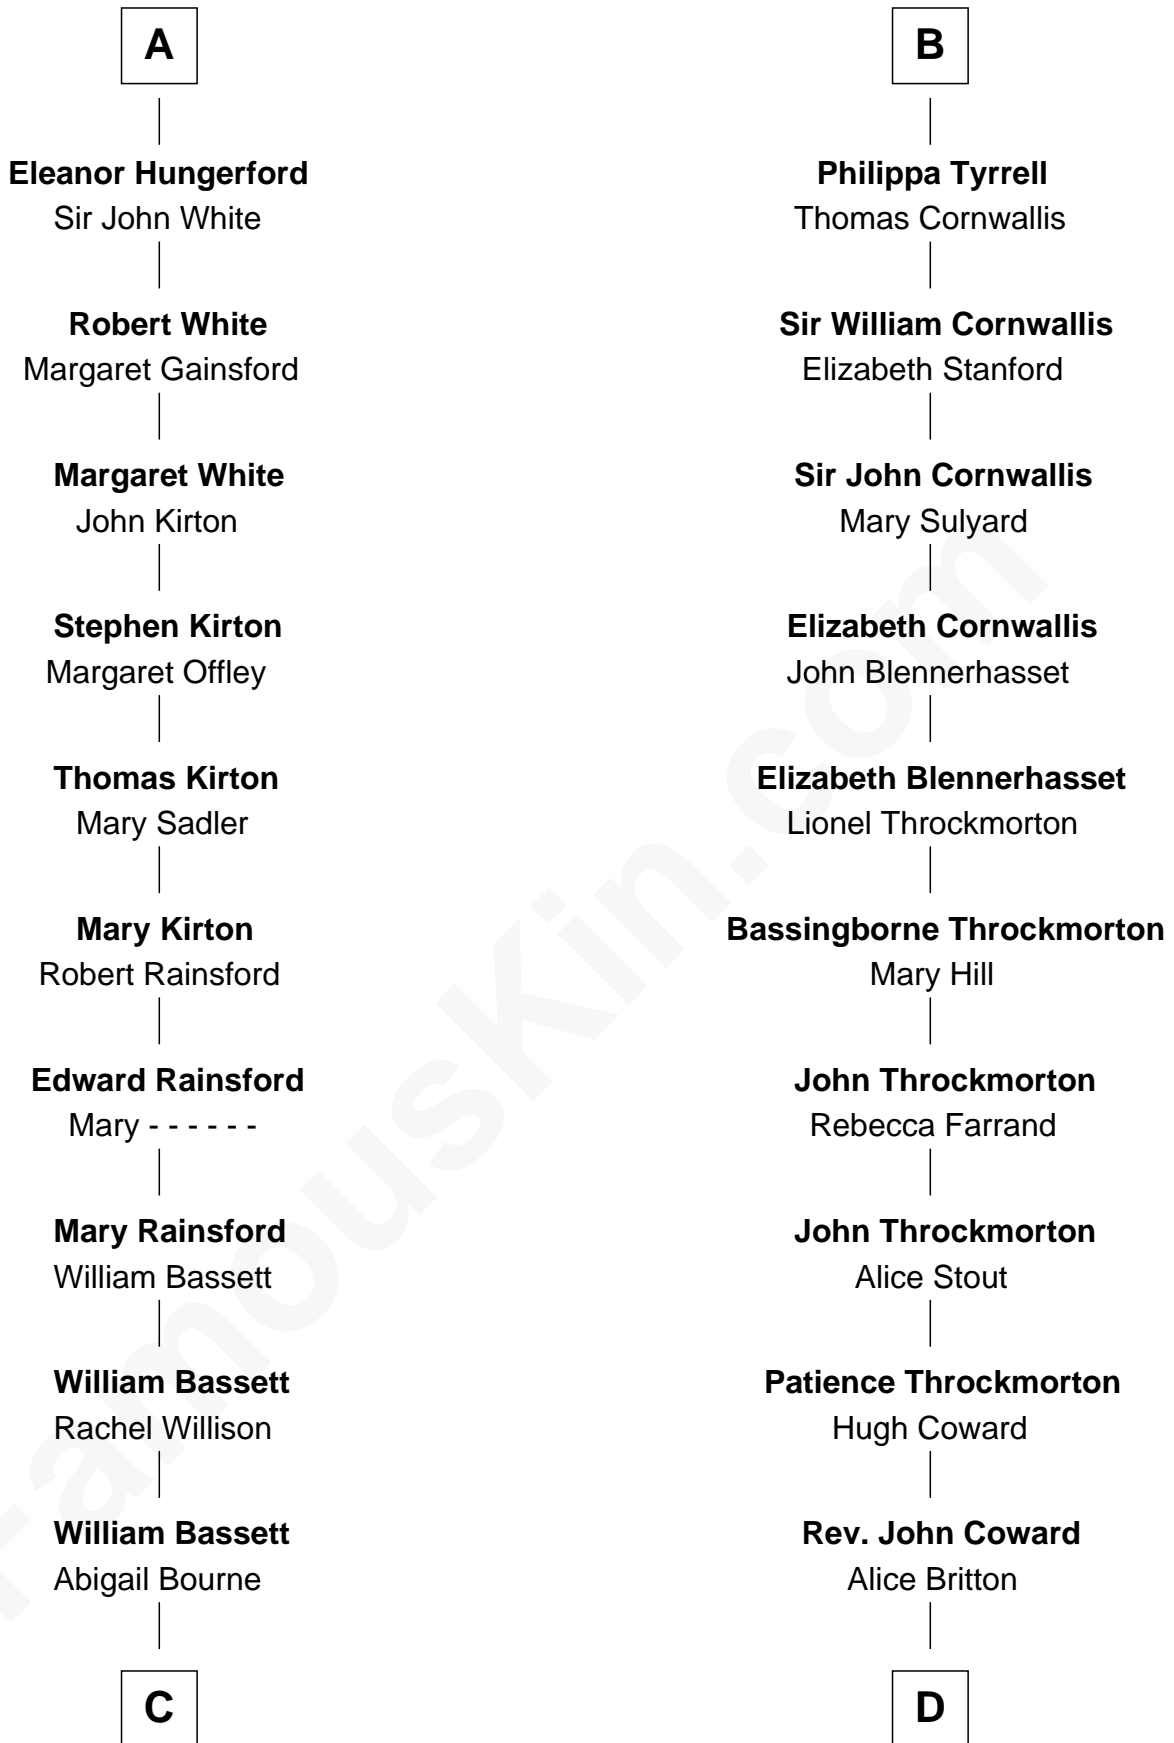 A
Eleanor Hungerford
Sir John White
Robert White
Margaret Gainsford
Margaret White
John Kirton
Stephen Kirton
Margaret Offley
Thomas Kirton
Mary Sadler
Mary Kirton
Robert Rainsford
Edward Rainsford
Mary - - - - - -
Mary Rainsford
William Bassett
William Bassett
Rachel Willison
William Bassett
Abigail Bourne
C
B
Philippa Tyrrell
Thomas Cornwallis
Sir William Cornwallis
Elizabeth Stanford
Sir John Cornwallis
Mary Sulyard
Elizabeth Cornwallis
John Blennerhasset
Elizabeth Blennerhasset
Lionel Throckmorton
Bassingborne Throckmorton
Mary Hill
John Throckmorton
Rebecca Farrand
John Throckmorton
Alice Stout
Patience Throckmorton
Hugh Coward
Rev. John Coward
Alice Britton
D
FamousKin.com